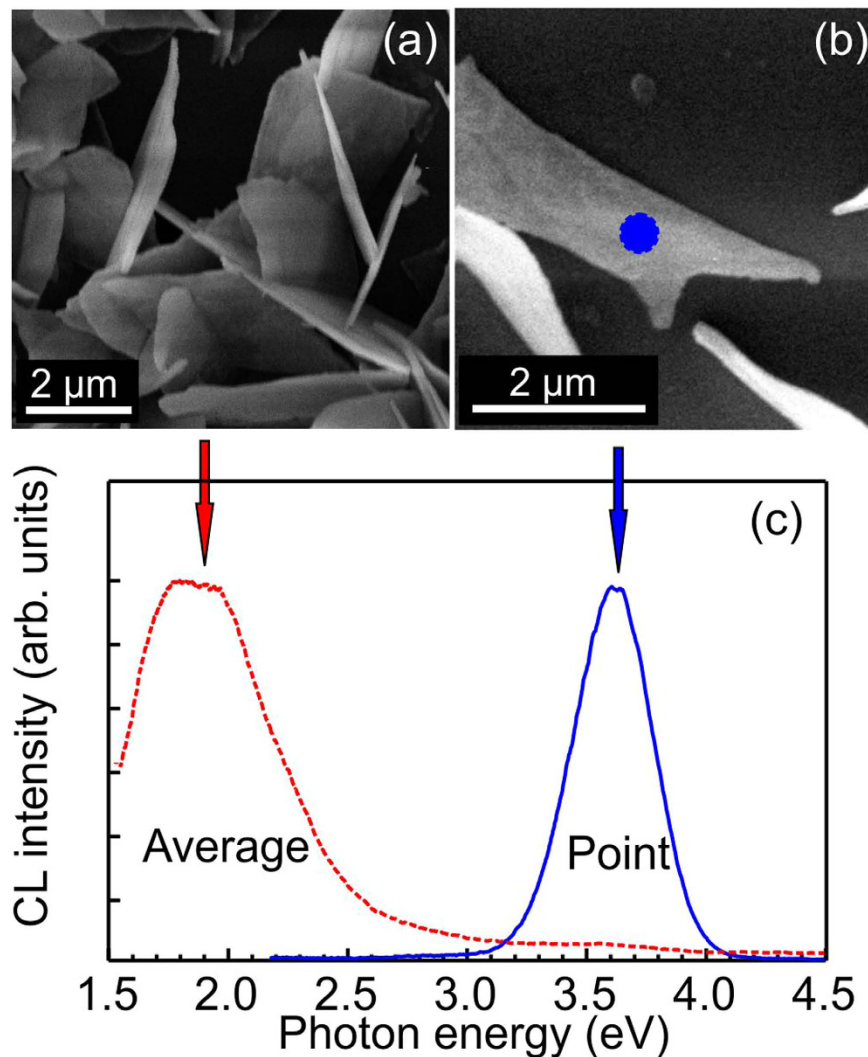 (a)
(b)
2 µm
2 µm
(c)
CL intensity (arb. units)
Average
Point
1.5 2.0 2.5 3.0 3.5 4.0 4.5
Photon energy (eV)